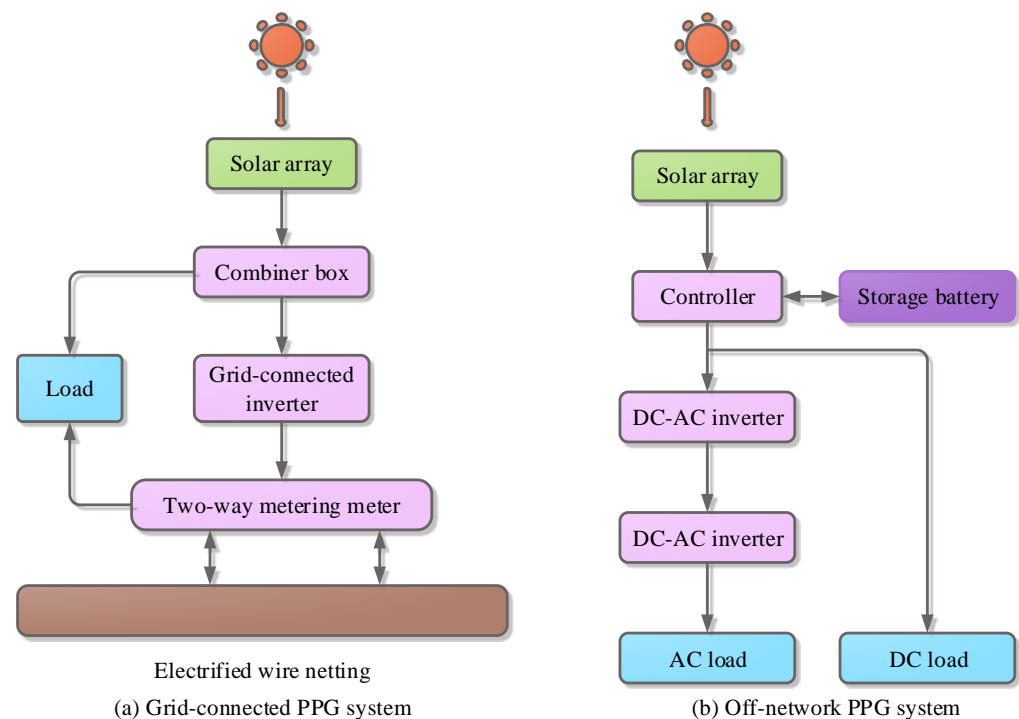 Solar array
Combiner box
Load
Grid-connected
inverter
Two-way metering meter
Electrified wire netting
(a) Grid-connected PPG system
Solar array
Controller
Storage battery
DC-AC inverter
DC-AC inverter
AC load
DC load
(b) Off-network PPG system